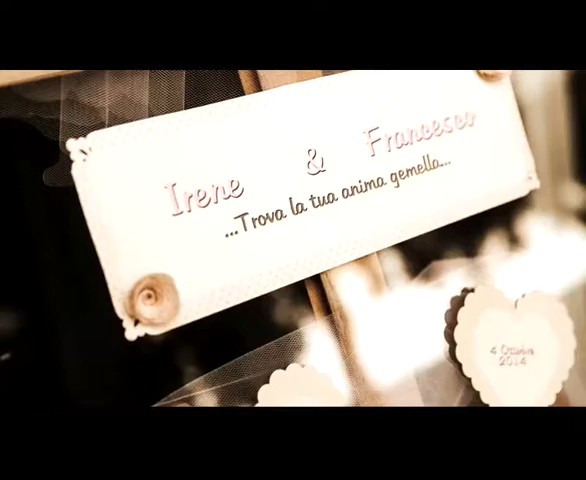 Irene & Francesco
...Trova la tua anima gemella...
4 Ottobre
2014